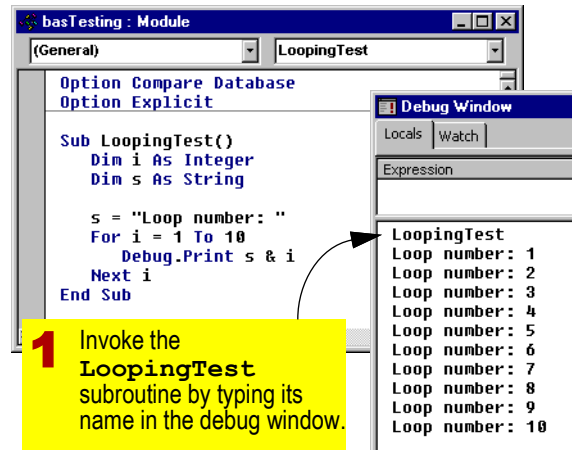 basTesting : Module
(General) LoopingTest
Option Compare Database
Option Explicit
Sub LoopingTest()
Dim i As Integer
Dim s As String
s = "Loop number: "
For i = 1 To 10
Debug.Print s & i
Next i
End Sub
Debug Window
Locals Watch
Expression
LoopingTest
Loop number: 1
Loop number: 2
Loop number: 3
Loop number: 4
Loop number: 5
Loop number: 6
Loop number: 7
Loop number: 8
Loop number: 9
Loop number: 10
1 Invoke the
LoopingTest
subroutine by typing its
name in the debug window.